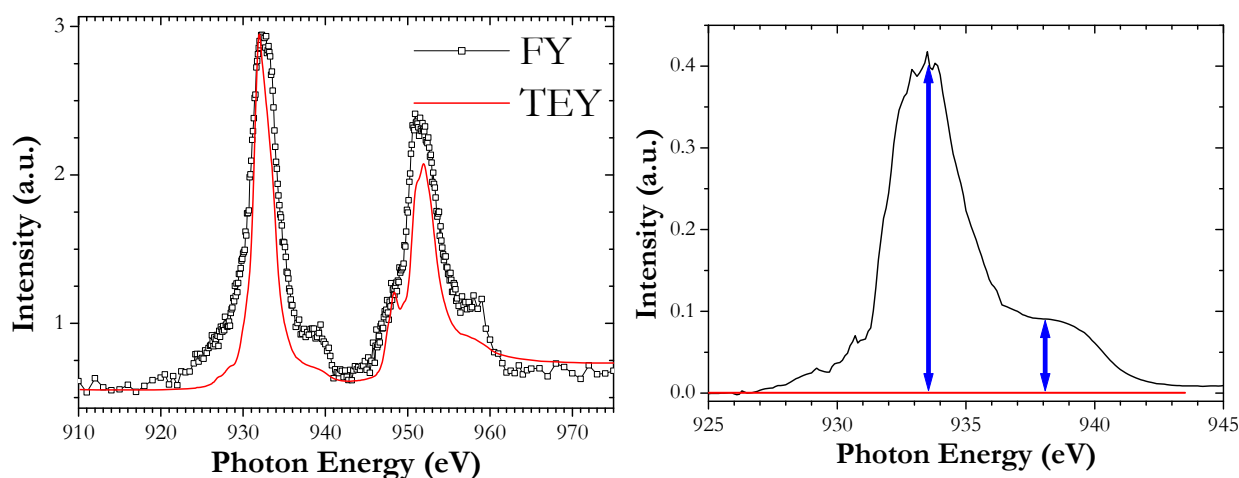 3
2
1
Intensity (a.u.)
FY
TEY
910 920 930 940 950 960 970
Photon Energy (eV)
0.4
0.3
0.2
0.1
0.0
Intensity (a.u.)
925 930 935 940 945
Photon Energy (eV)